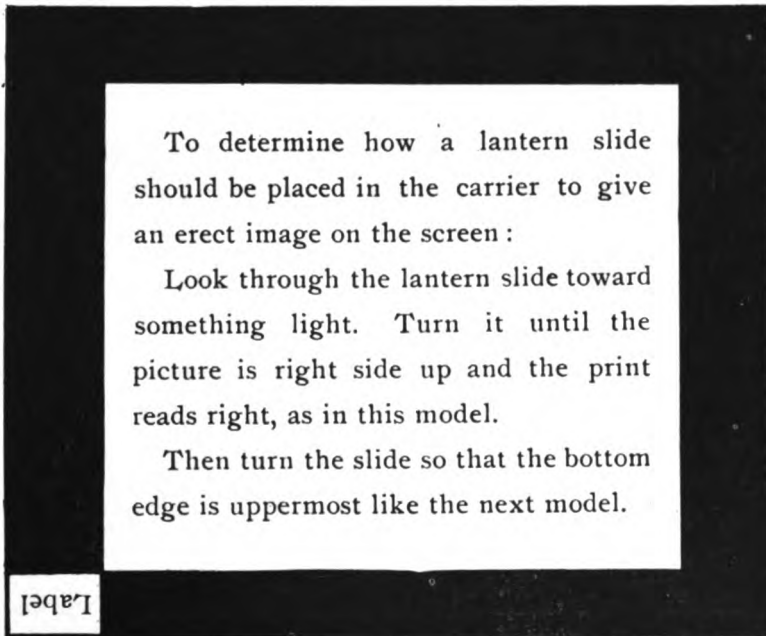 To determine how a lantern slide
should be placed in the carrier to give
an erect image on the screen :
Look through the lantern slide toward
something light. Turn it until the
picture is right side up and the print
reads right, as in this model.
Then turn the slide so that the bottom
edge is uppermost like the next model.
Label